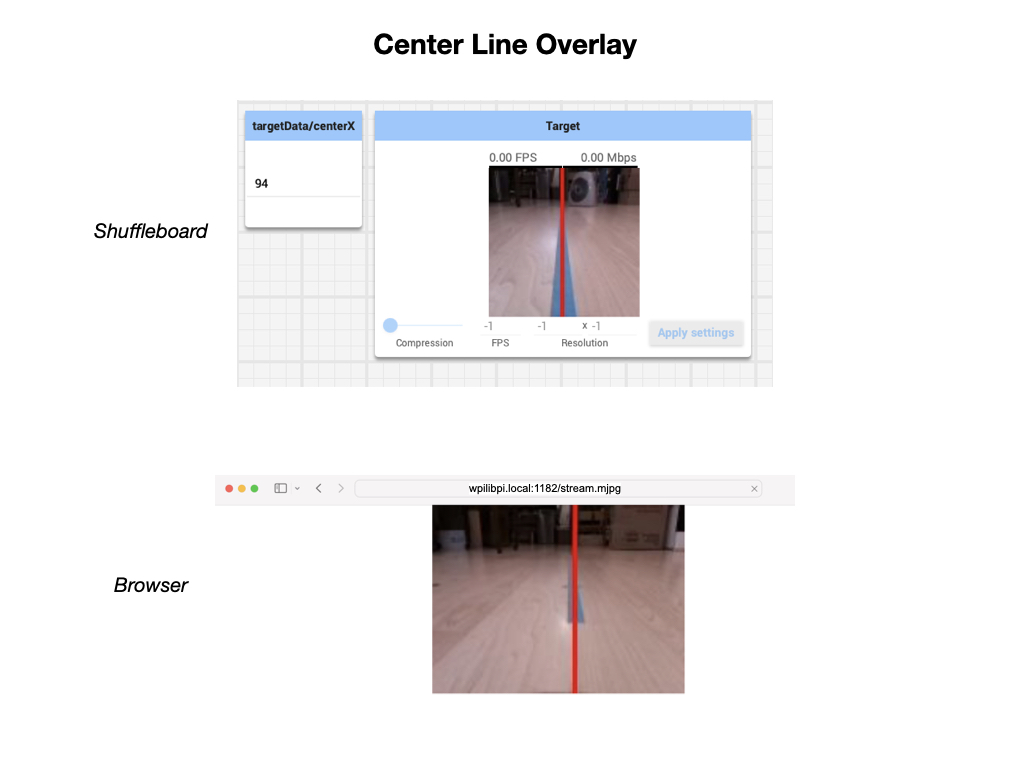 Center Line Overlay
targetData/centerX
Target
0.00 FPS
0.00 Mbps
94
Shuffleboard
-1
-1
x -1
Apply settings
Compression
FPS
Resolution
wpilibpi.local:1182/stream.mjpg
Browser